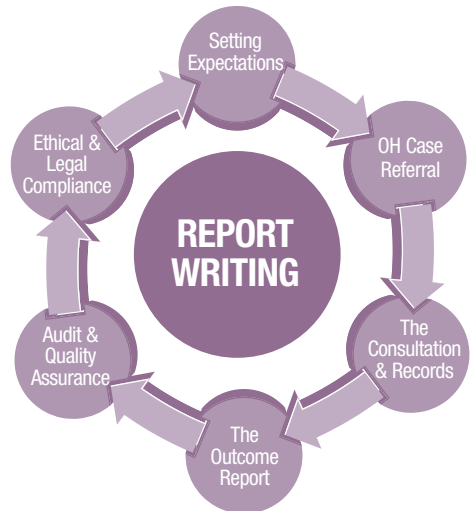 Setting
Expectations
OH Case
Referral
The
Consultation
& Records
The
Outcome
Report
Audit &
Quality
Assurance
Ethical &
Legal
Compliance
REPORT
WRITING